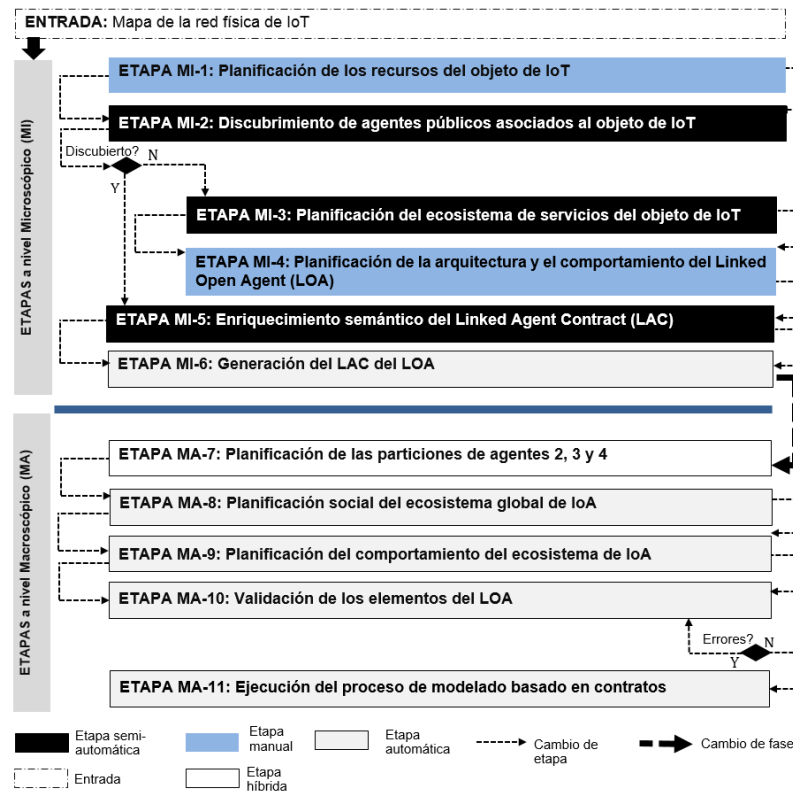 ENTRADA: Mapa de la red física de IoT
ETAPAS a nivel Microscópico (MI)
ETAPA MI-1: Planificación de los recursos del objeto de IoT
ETAPA MI-2: Discubrimiento de agentes públicos asociados al objeto de IoT
Discubierto?
N
Y
ETAPA MI-3: Planificación del ecosistema de servicios del objeto de IoT
ETAPA MI-4: Planificación de la arquitectura y el comportamiento del Linked
Open Agent (LOA)
ETAPA MI-5: Enriquecimiento semántico del Linked Agent Contract (LAC)
ETAPA MI-6: Generación del LAC del LOA
ETAPAS a nivel Macroscópico (MA)
ETAPA MA-7: Planificación de las particiones de agentes 2, 3 y 4
ETAPA MA-8: Planificación social del ecosistema global de IoA
ETAPA MA-9: Planificación del comportamiento del ecosistema de IoA
ETAPA MA-10: Validación de los elementos del LOA
Errores?
N
Y
ETAPA MA-11: Ejecución del proceso de modelado basado en contratos
Etapa semi-
automática
Etapa
manual
Etapa
automática
Cambio de
etapa
Cambio de fase
Entrada
Etapa
híbrida